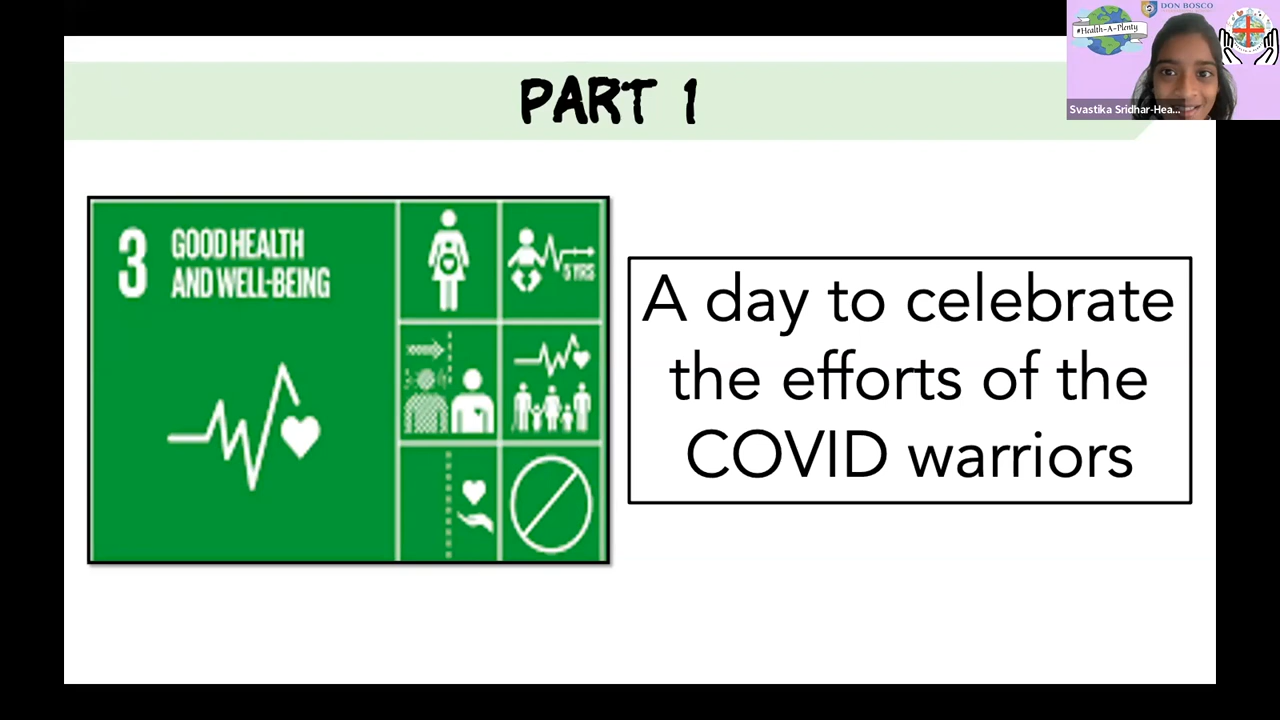 DON BOSCO
#Health-A-Plenty
Svastika Sridhar-Hea...
PART 1
3 GOOD HEALTH
AND WELL-BEING
5 YRS
A day to celebrate
the efforts of the
COVID warriors